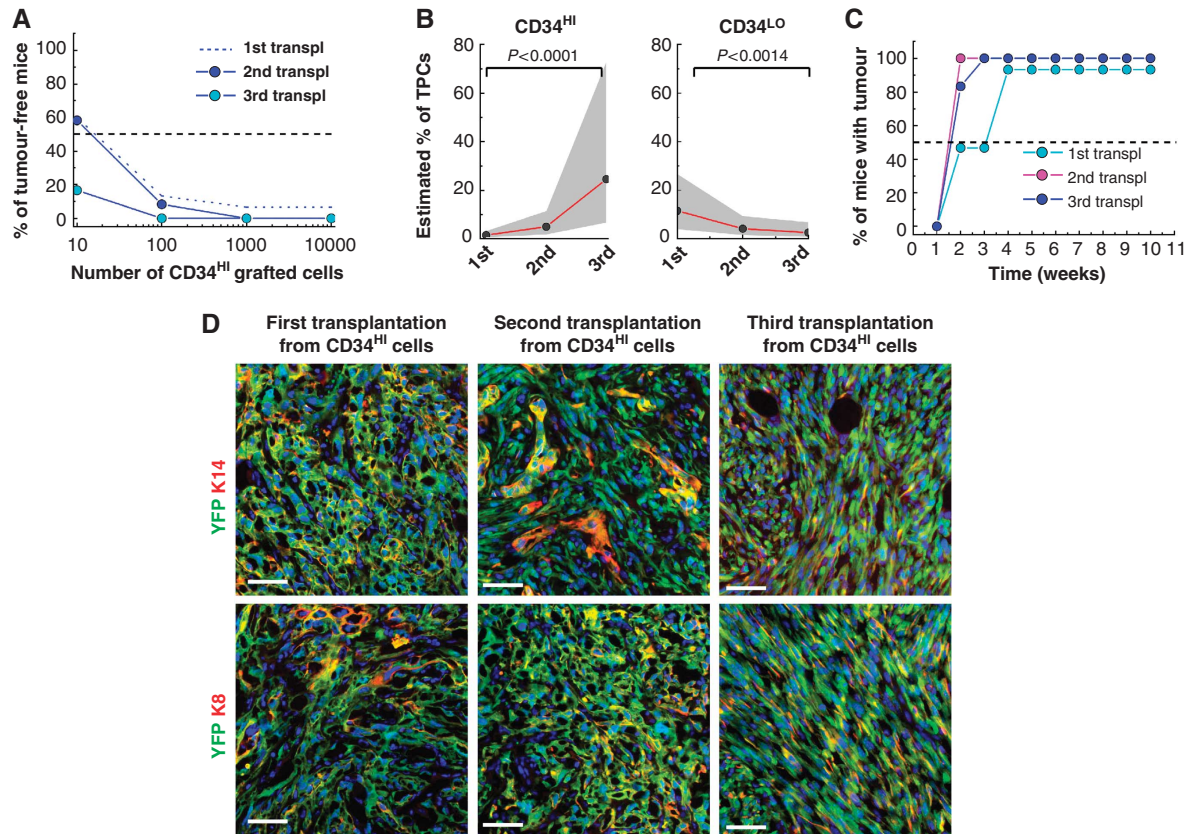 A
% of tumour-free mice
100
80
60
40
20
0
10
100
1000
10000
Number of CD34HI grafted cells
1st transpl
2nd transpl
3rd transpl
B
Estimated % of TPCs
CD34HI
P<0.0001
80
60
40
20
0
1st
2nd
3rd
CD34LO
P<0.0014
80
60
40
20
0
1st
2nd
3rd
C
% of mice with tumour
100
80
60
40
20
0
0 1 2 3 4 5 6 7 8 9 10 11
Time (weeks)
1st transpl
2nd transpl
3rd transpl
D
First transplantation
from CD34HI cells
Second transplantation
from CD34HI cells
Third transplantation
from CD34HI cells
YFP K14
YFP K8